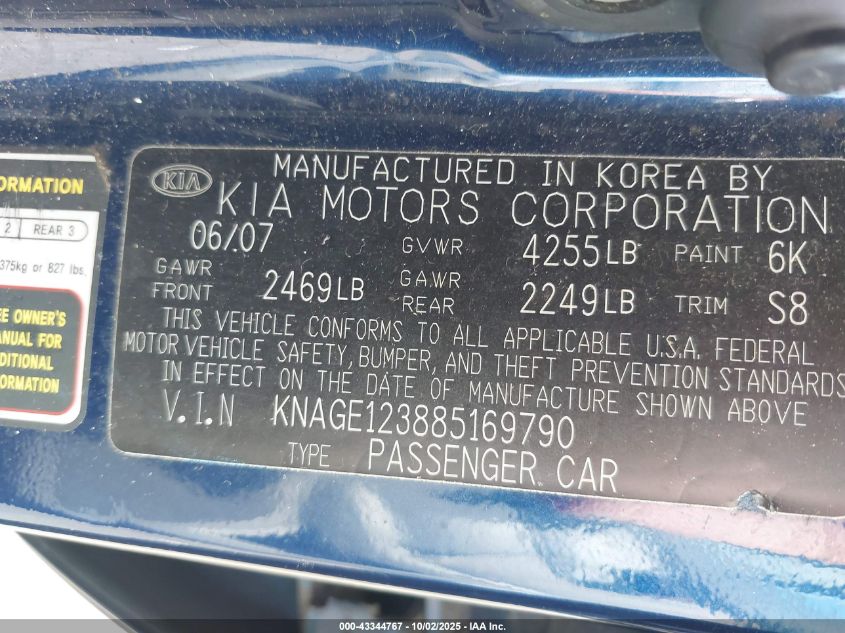 ORMATION
2 REAR 3
375kg or 827 lbs.
EE OWNER'S
ANUAL FOR
DDITIONAL
FORMATION
KIA
MANUFACTURED IN KOREA BY
KIA MOTORS CORPORATION
06/07 GVWR 4255LB PAINT 6K
GAWR FRONT 2469LB GAWR REAR 2249LB TRIM S8
THIS VEHICLE CONFORMS TO ALL APPLICABLE U.S.A. FEDERAL
MOTOR VEHICLE SAFETY, BUMPER, AND THEFT PREVENTION STANDARDS
IN EFFECT ON THE DATE OF MANUFACTURE SHOWN ABOVE
V.I.N KNAGE123885169790
TYPE PASSENGER CAR
000-43344767 - 10/02/2025 - IAA Inc.